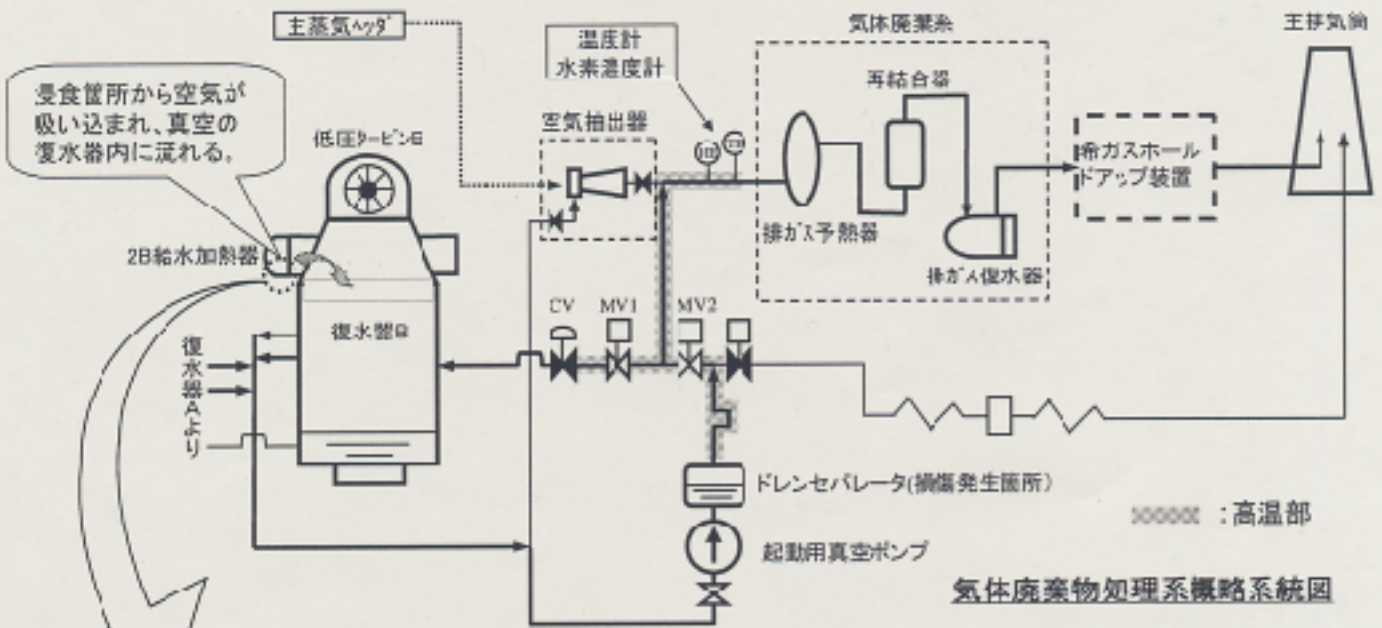 主蒸気ヘッダ
温度計
水素濃度計
気体廃棄系
主排気筒
再結合器
浸食箇所から空気が
吸い込まれ、真空の
復水器内に流れる。
空気抽出器
低圧タービンB
希ガスホール
ドアップ装置
排ガス予熱器
排ガス復水器
2B給水加熱器
CV
MV1
MV2
復水器B
復水器Aより
ドレンセパレータ(損傷発生箇所)
:高温部
起動用真空ポンプ
気体廃棄物処理系概略系統図